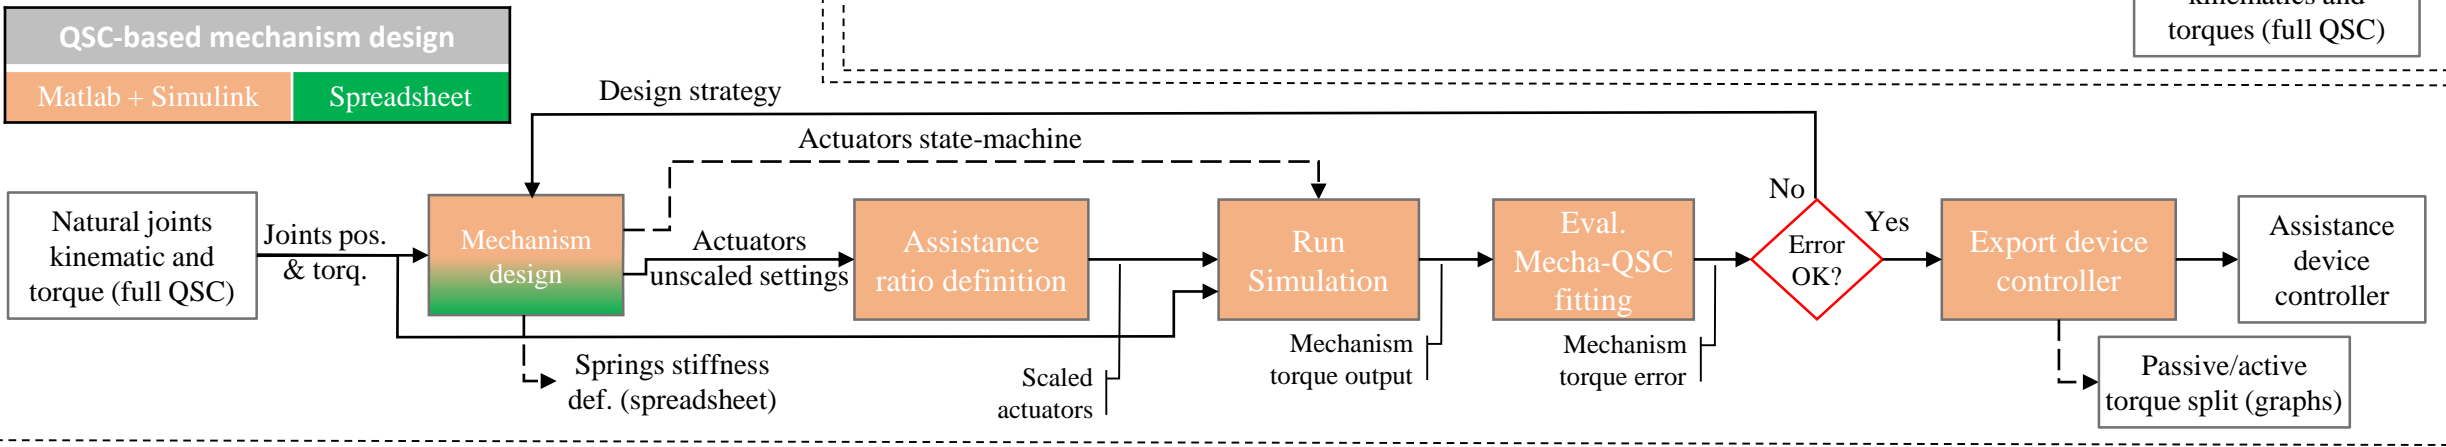 kinematics and
torques (full QSC)
QSC-based mechanism design
Matlab + Simulink
Spreadsheet
Design strategy
Actuators state-machine
Natural joints
kinematic and
torque (full QSC)
Joints pos.
& torq.
Mechanism
design
Springs stiffness
def. (spreadsheet)
Actuators
unscaled settings
Assistance
ratio definition
Scaled
actuators
Run
Simulation
Mechanism
torque output
Eval.
Mecha-QSC
fitting
Mechanism
torque error
Error
OK?
No
Yes
Export device
controller
Assistance
device
controller
Passive/active
torque split (graphs)